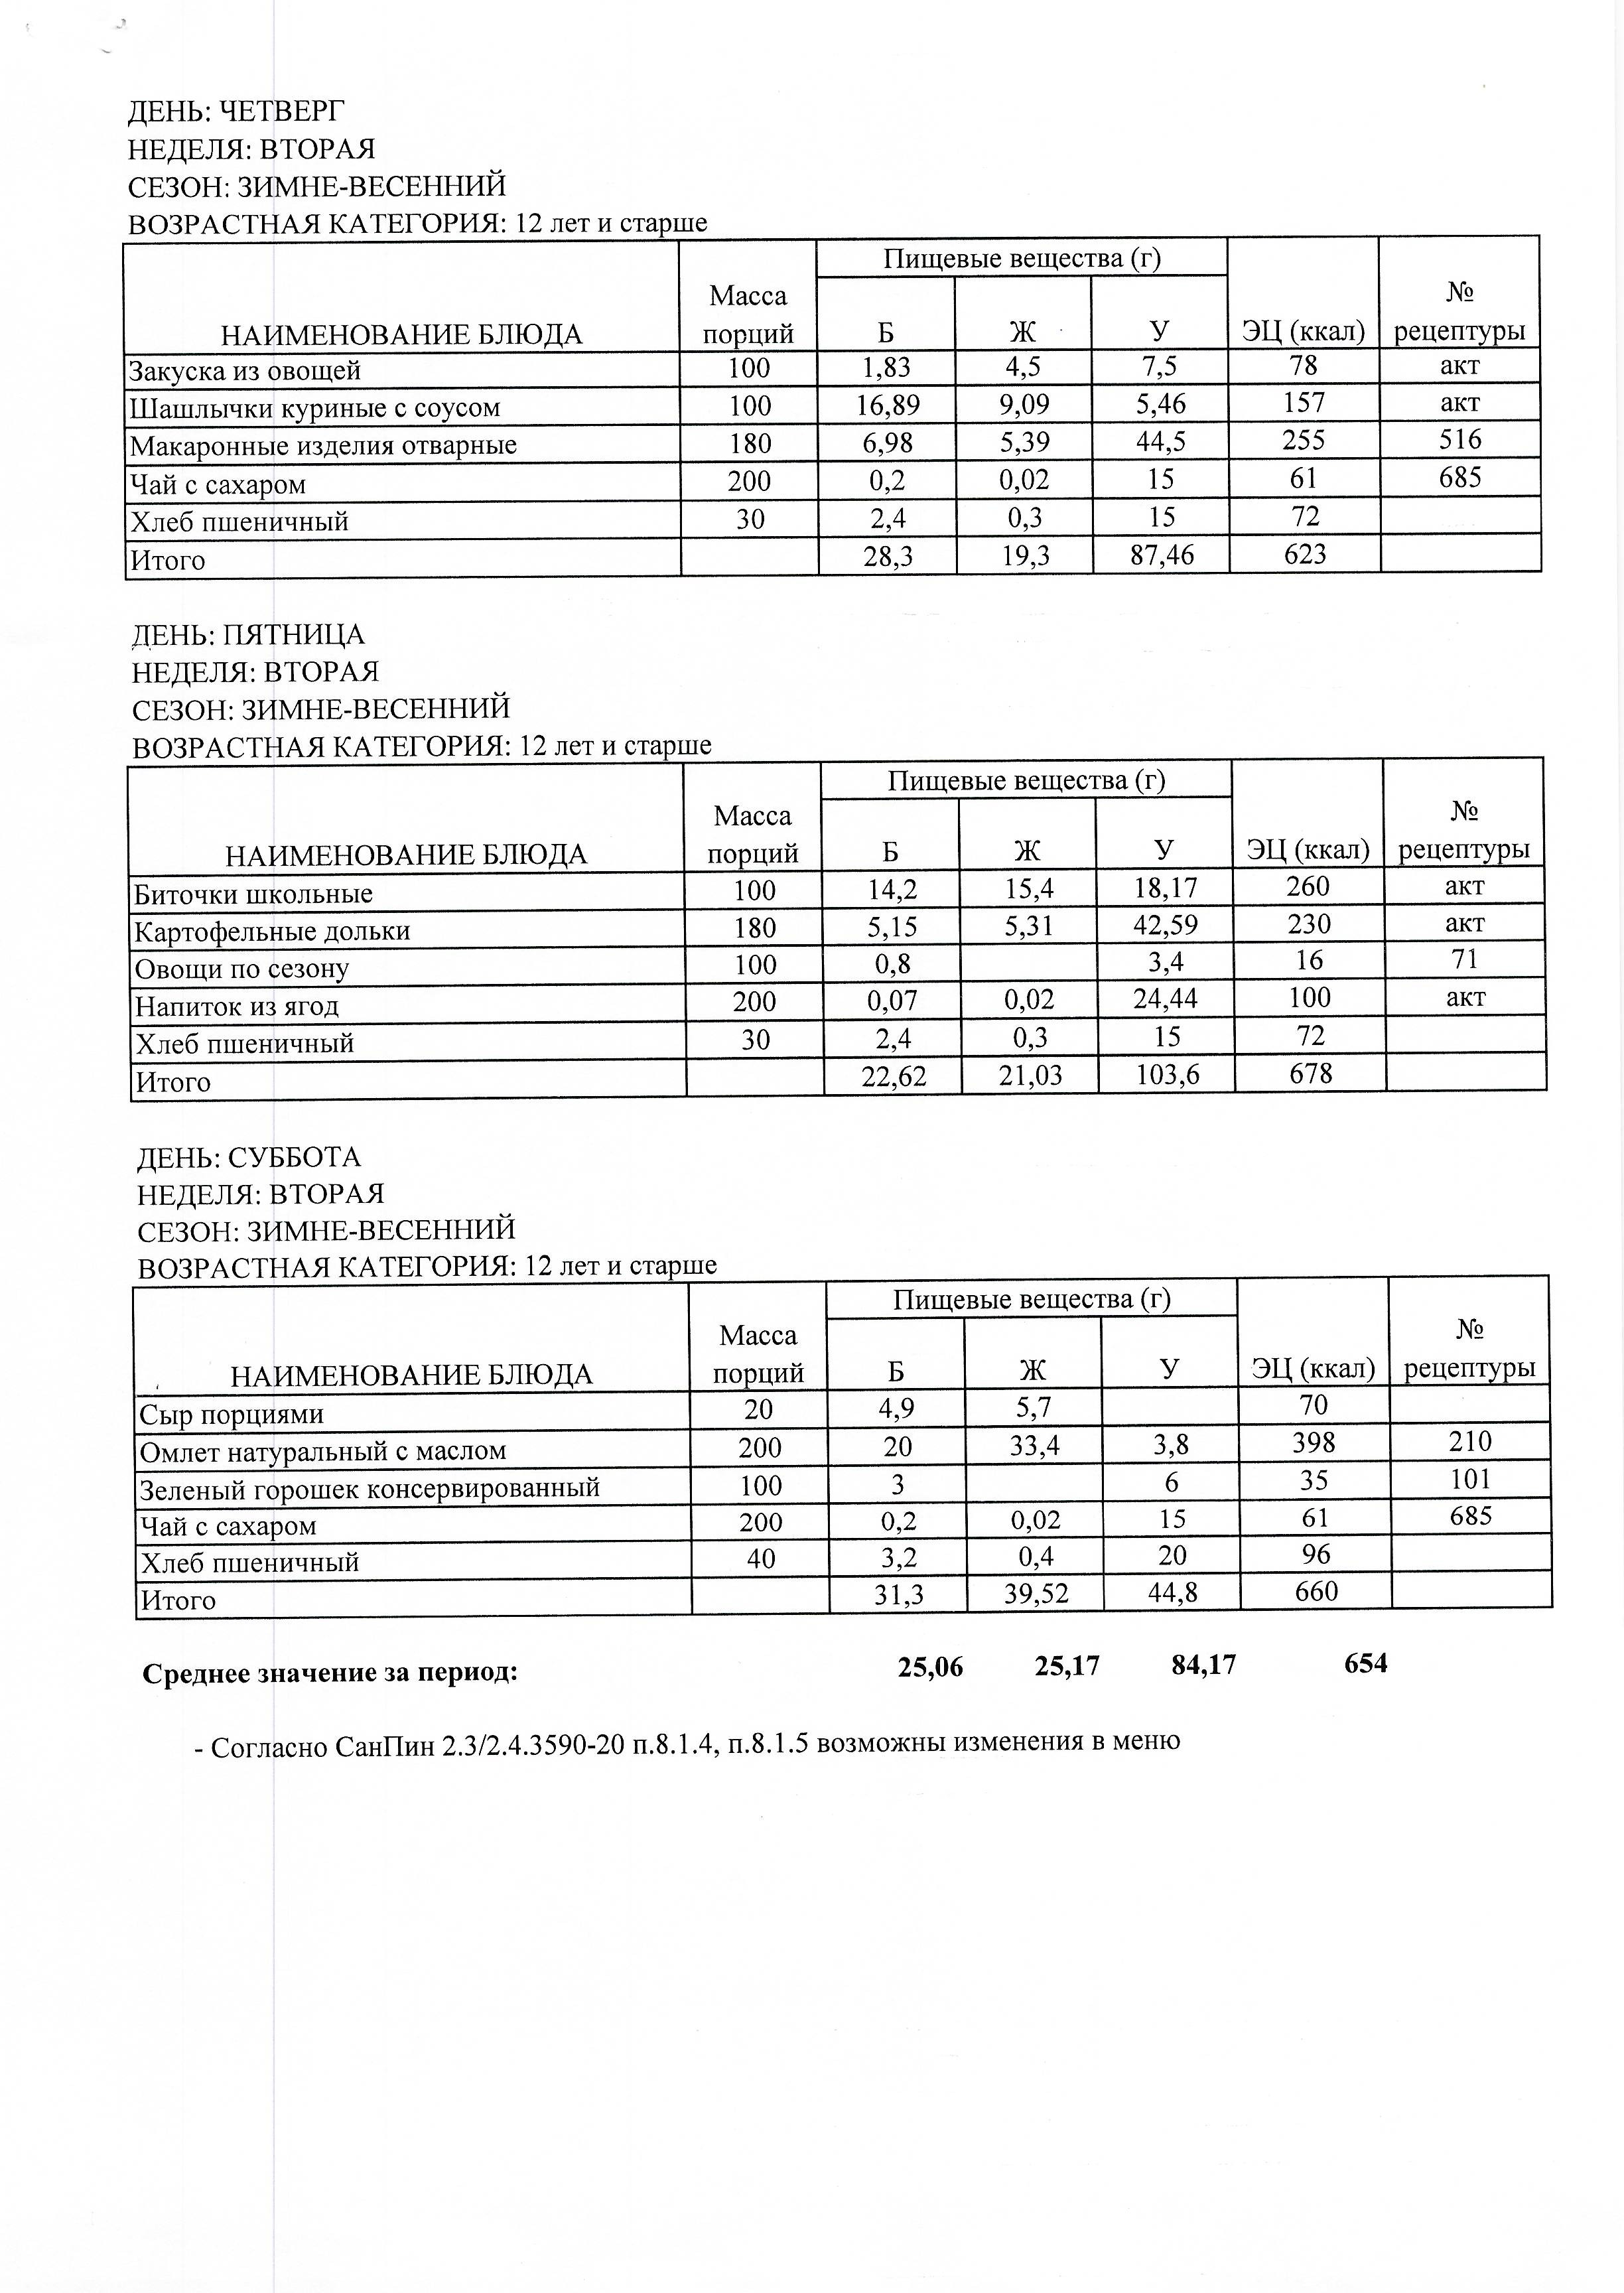 ДЕНЬ: ЧЕТВЕРГ
НЕДЕЛЯ: ВТОРАЯ
СЕЗОН: ЗИМНЕ-ВЕСЕННИЙ
ВОЗРАСТНАЯ КАТЕГОРИЯ: 12 лет и старше
НАИМЕНОВАНИЕ БЛЮДА Масса порций Пищевые вещества (г) Б Ж У ЭЦ (ккал) № рецептуры
Закуска из овощей 100 1,83 4,5 7,5 78 акт
Шашлычки куриные с соусом 100 16,89 9,09 5,46 157 акт
Макаронные изделия отварные 180 6,98 5,39 44,5 255 516
Чай с сахаром 200 0,2 0,02 15 61 685
Хлеб пшеничный 30 2,4 0,3 15 72
Итого 28,3 19,3 87,46 623
ДЕНЬ: ПЯТНИЦА
НЕДЕЛЯ: ВТОРАЯ
СЕЗОН: ЗИМНЕ-ВЕСЕННИЙ
ВОЗРАСТНАЯ КАТЕГОРИЯ: 12 лет и старше
НАИМЕНОВАНИЕ БЛЮДА Масса порций Пищевые вещества (г) Б Ж У ЭЦ (ккал) № рецептуры
Биточки школьные 100 14,2 15,4 18,17 260 акт
Картофельные дольки 180 5,15 5,31 42,59 230 акт
Овощи по сезону 100 0,8 3,4 16 71
Напиток из ягод 200 0,07 0,02 24,44 100 акт
Хлеб пшеничный 30 2,4 0,3 15 72
Итого 22,62 21,03 103,6 678
ДЕНЬ: СУББОТА
НЕДЕЛЯ: ВТОРАЯ
СЕЗОН: ЗИМНЕ-ВЕСЕННИЙ
ВОЗРАСТНАЯ КАТЕГОРИЯ: 12 лет и старше
НАИМЕНОВАНИЕ БЛЮДА Масса порций Пищевые вещества (г) Б Ж У ЭЦ (ккал) № рецептуры
Сыр порциями 20 4,9 5,7 70
Омлет натуральный с маслом 200 20 33,4 3,8 398 210
Зеленый горошек консервированный 100 3 6 35 101
Чай с сахаром 200 0,2 0,02 15 61 685
Хлеб пшеничный 40 3,2 0,4 20 96
Итого 31,3 39,52 44,8 660
Среднее значение за период: 25,06 25,17 84,17 654
- Согласно СанПин 2.3/2.4.3590-20 п.8.1.4, п.8.1.5 возможны изменения в меню